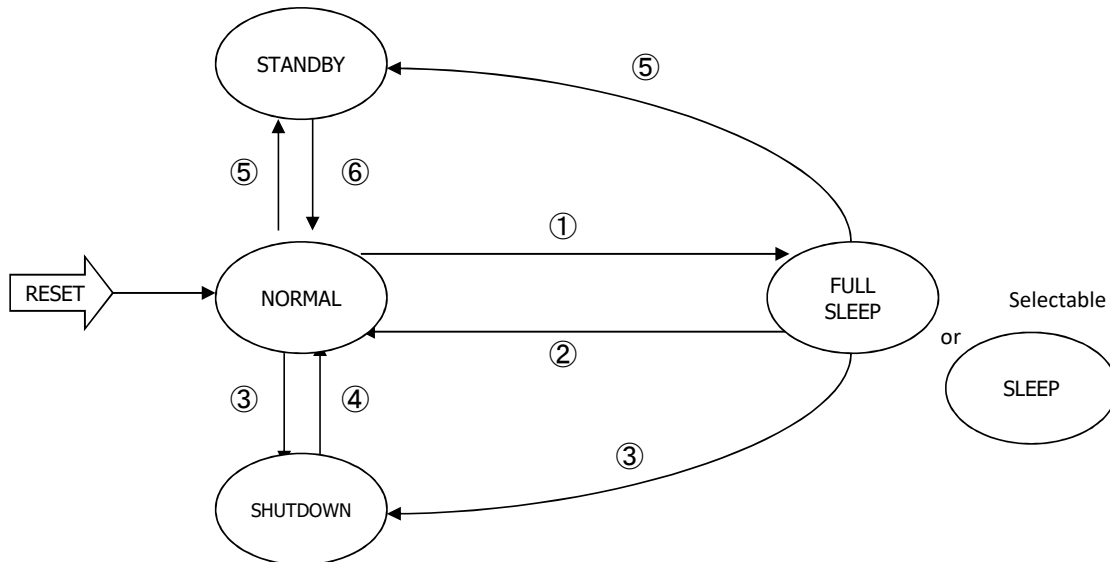 STANDBY
⑤
⑤
⑥
①
RESET
NORMAL
FULL
SLEEP
Selectable
or
②
SLEEP
③
④
③
SHUTDOWN